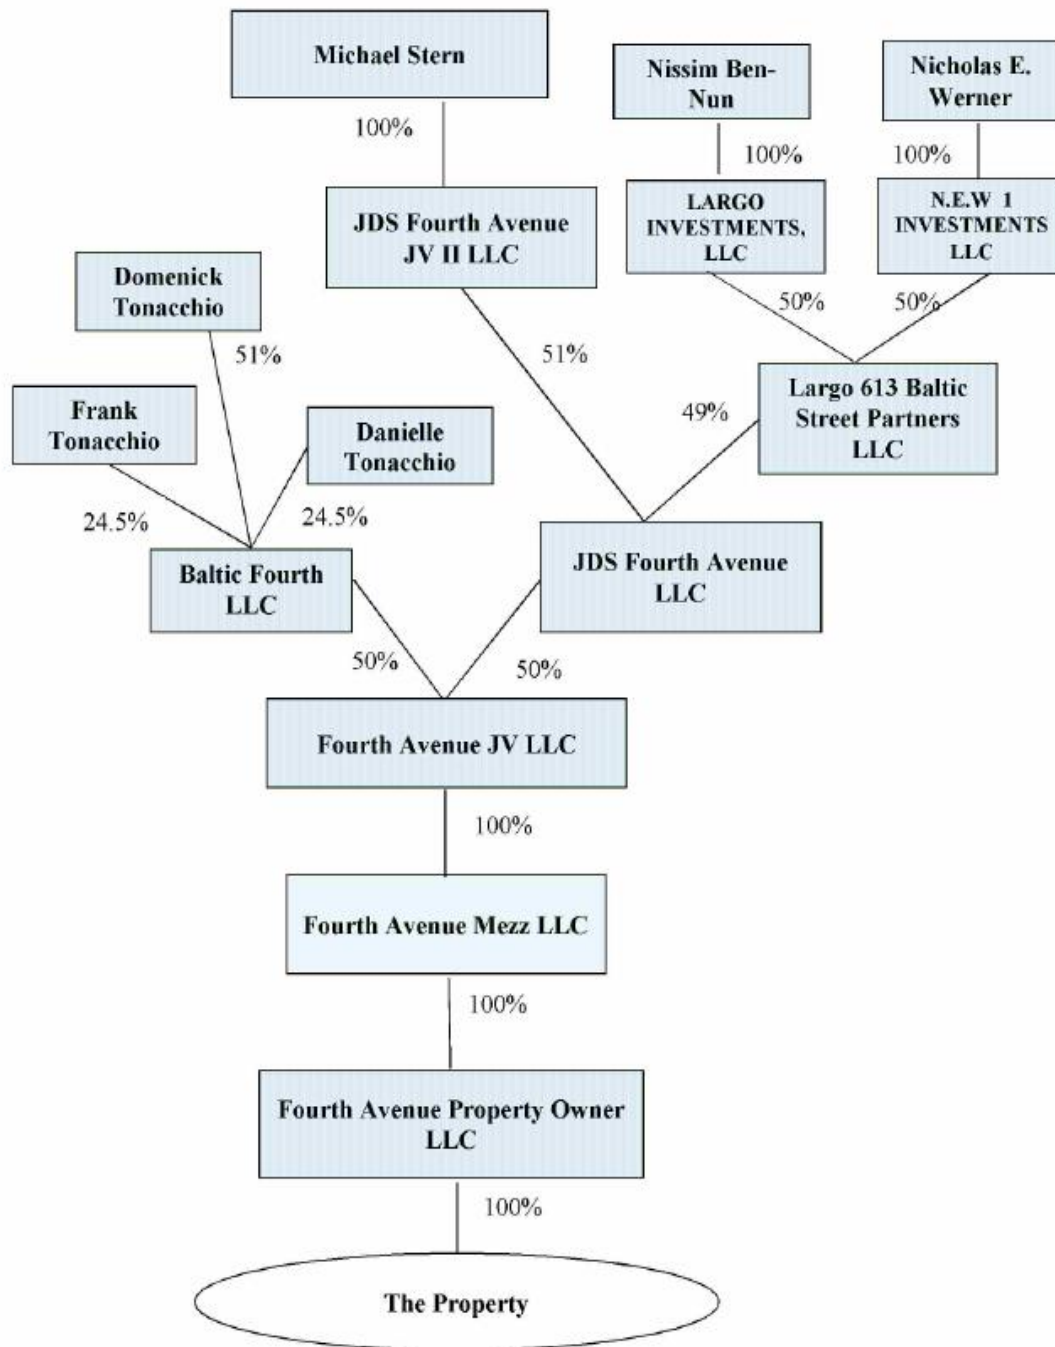 Michael Stern
Nissim Ben-
Nun
Nicholas E.
Werner
100%
100%
100%
JDS Fourth Avenue
JV II LLC
LARGO
INVESTMENTS,
LLC
N.E.W 1
INVESTMENTS
LLC
Domenick
Tonacchio
51%
51%
50%
50%
Frank
Tonacchio
Danielle
Tonacchio
Largo 613 Baltic
Street Partners
LLC
49%
24.5%
24.5%
Baltic Fourth
LLC
JDS Fourth Avenue
LLC
50%
50%
Fourth Avenue JV LLC
100%
Fourth Avenue Mezz LLC
100%
Fourth Avenue Property Owner
LLC
100%
The Property